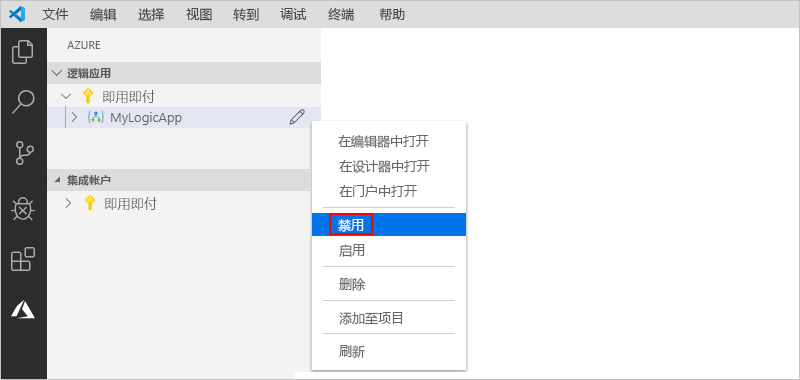 文件 编辑 选择 视图 转到 调试 终端 帮助
AZURE
逻辑应用
即用即付
MyLogicApp
集成帐户
即用即付
在编辑器中打开
在设计器中打开
在门户中打开
禁用
启用
删除
添加至项目
刷新